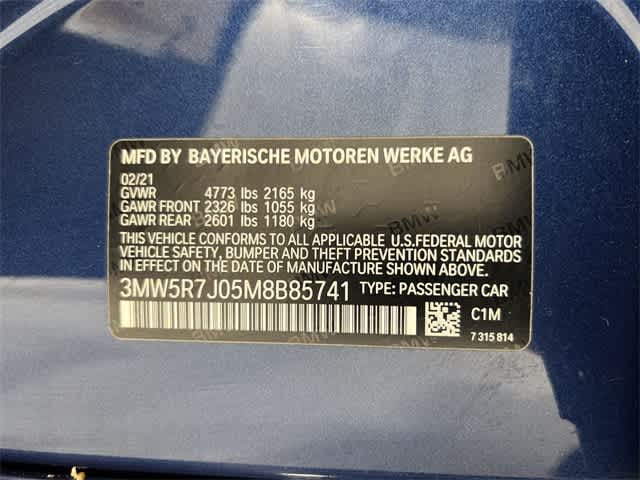 MFD BY BAYERISCHE MOTOREN WERKE AG
02/21
GVWR 4773 lbs 2165 kg
GAWR FRONT 2326 lbs 1055 kg
GAWR REAR 2601 lbs 1180 kg
THIS VEHICLE CONFORMS TO ALL APPLICABLE U.S.FEDERAL MOTOR
VEHICLE SAFETY, BUMPER AND THEFT PREVENTION STANDARDS
IN EFFECT ON THE DATE OF MANUFACTURE SHOWN ABOVE.
3MW5R7J05M8B85741 TYPE: PASSENGER CAR
C1M
7 315 814